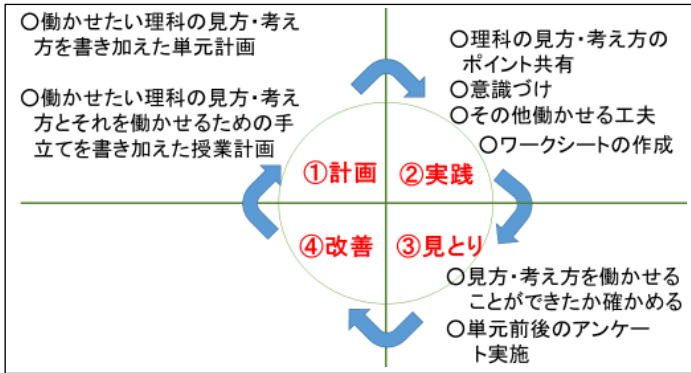 ○働かせたい理科の見方・考え
方を書き加えた単元計画
○働かせたい理科の見方・考え
方とそれを働かせるための手
立てを書き加えた授業計画
○理科の見方・考え方の
ポイント共有
○意識づけ
○その他働かせる工夫
○ワークシートの作成
①計画
②実践
④改善
③見とり
○見方・考え方を働かせる
ことができたか確かめる
○単元前後のアンケー
ト実施